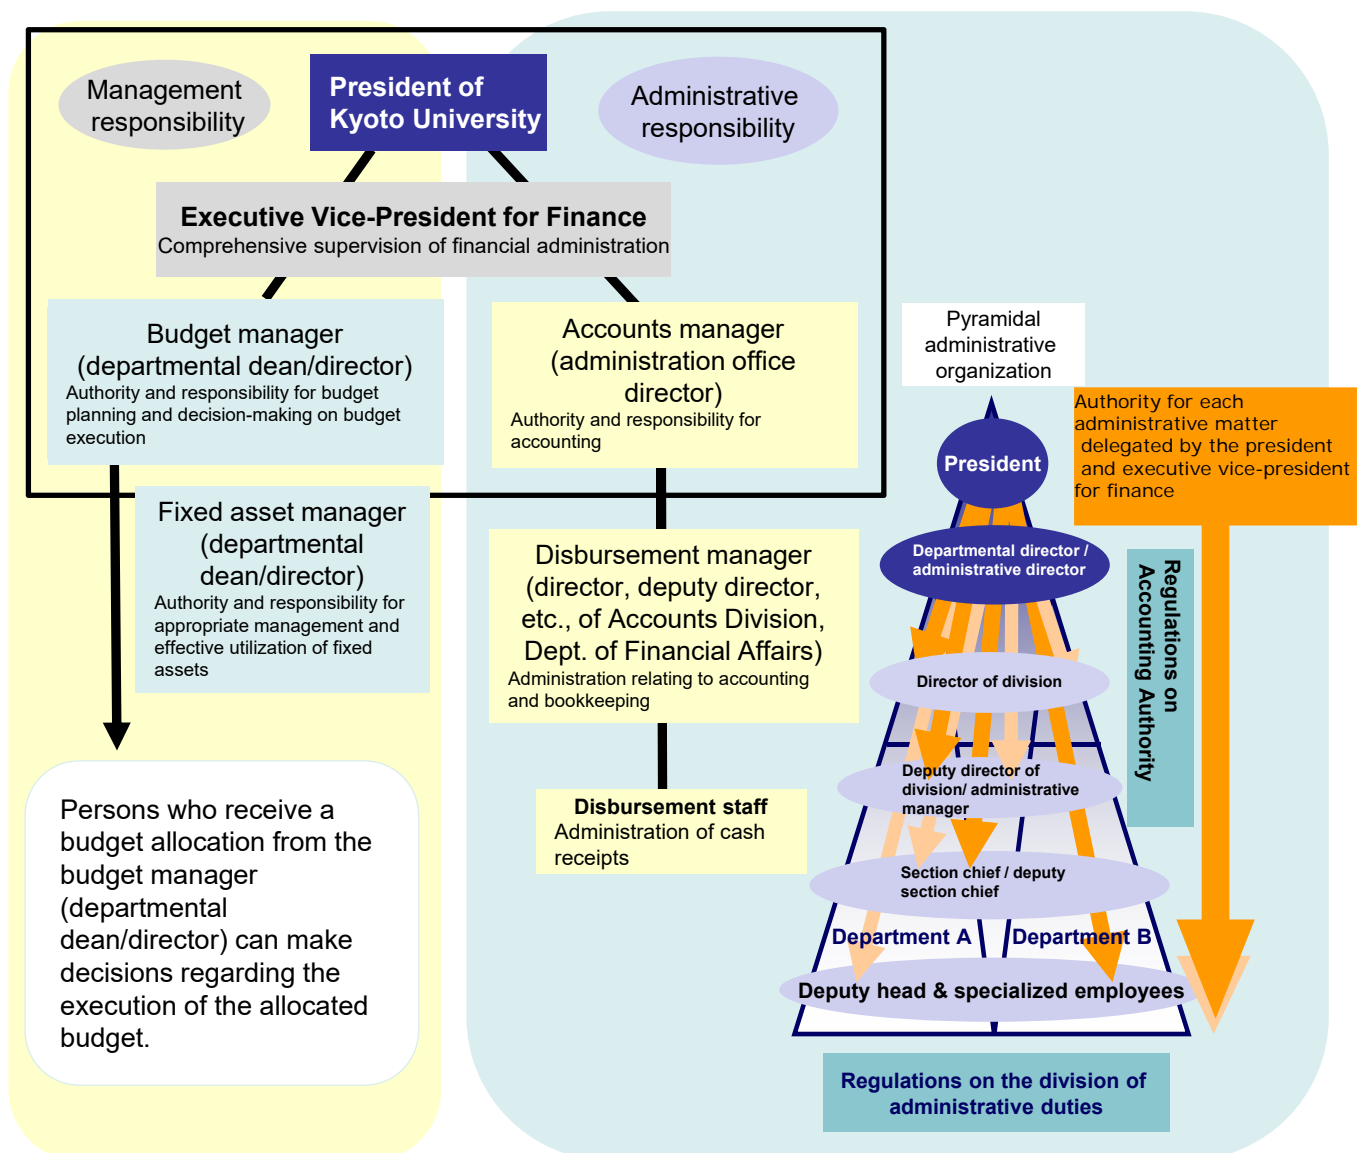 Management
responsibility
President of
Kyoto University
Administrative
responsibility
Executive Vice-President for Finance
Comprehensive supervision of financial administration
Budget manager
(departmental dean/director)
Authority and responsibility for budget
planning and decision-making on budget
execution
Accounts manager
(administration office
director)
Authority and responsibility for
accounting
Fixed asset manager
(departmental
dean/director)
Authority and responsibility for
appropriate management and
effective utilization of fixed
assets
Disbursement manager
(director, deputy director,
etc., of Accounts Division,
Dept. of Financial Affairs)
Administration relating to accounting
and bookkeeping
Disbursement staff
Administration of cash
receipts
Persons who receive a
budget allocation from the
budget manager
(departmental
dean/director) can make
decisions regarding the
execution of the allocated
budget.
Pyramidal
administrative
organization
Authority for each
administrative matter
delegated by the president
and executive vice-president
for finance
President
Departmental director /
administrative director
Director of division
Deputy director of
division/ administrative
manager
Section chief / deputy
section chief
Department A
Department B
Deputy head & specialized employees
Regulations on
Accounting Authority
Regulations on the division of
administrative duties